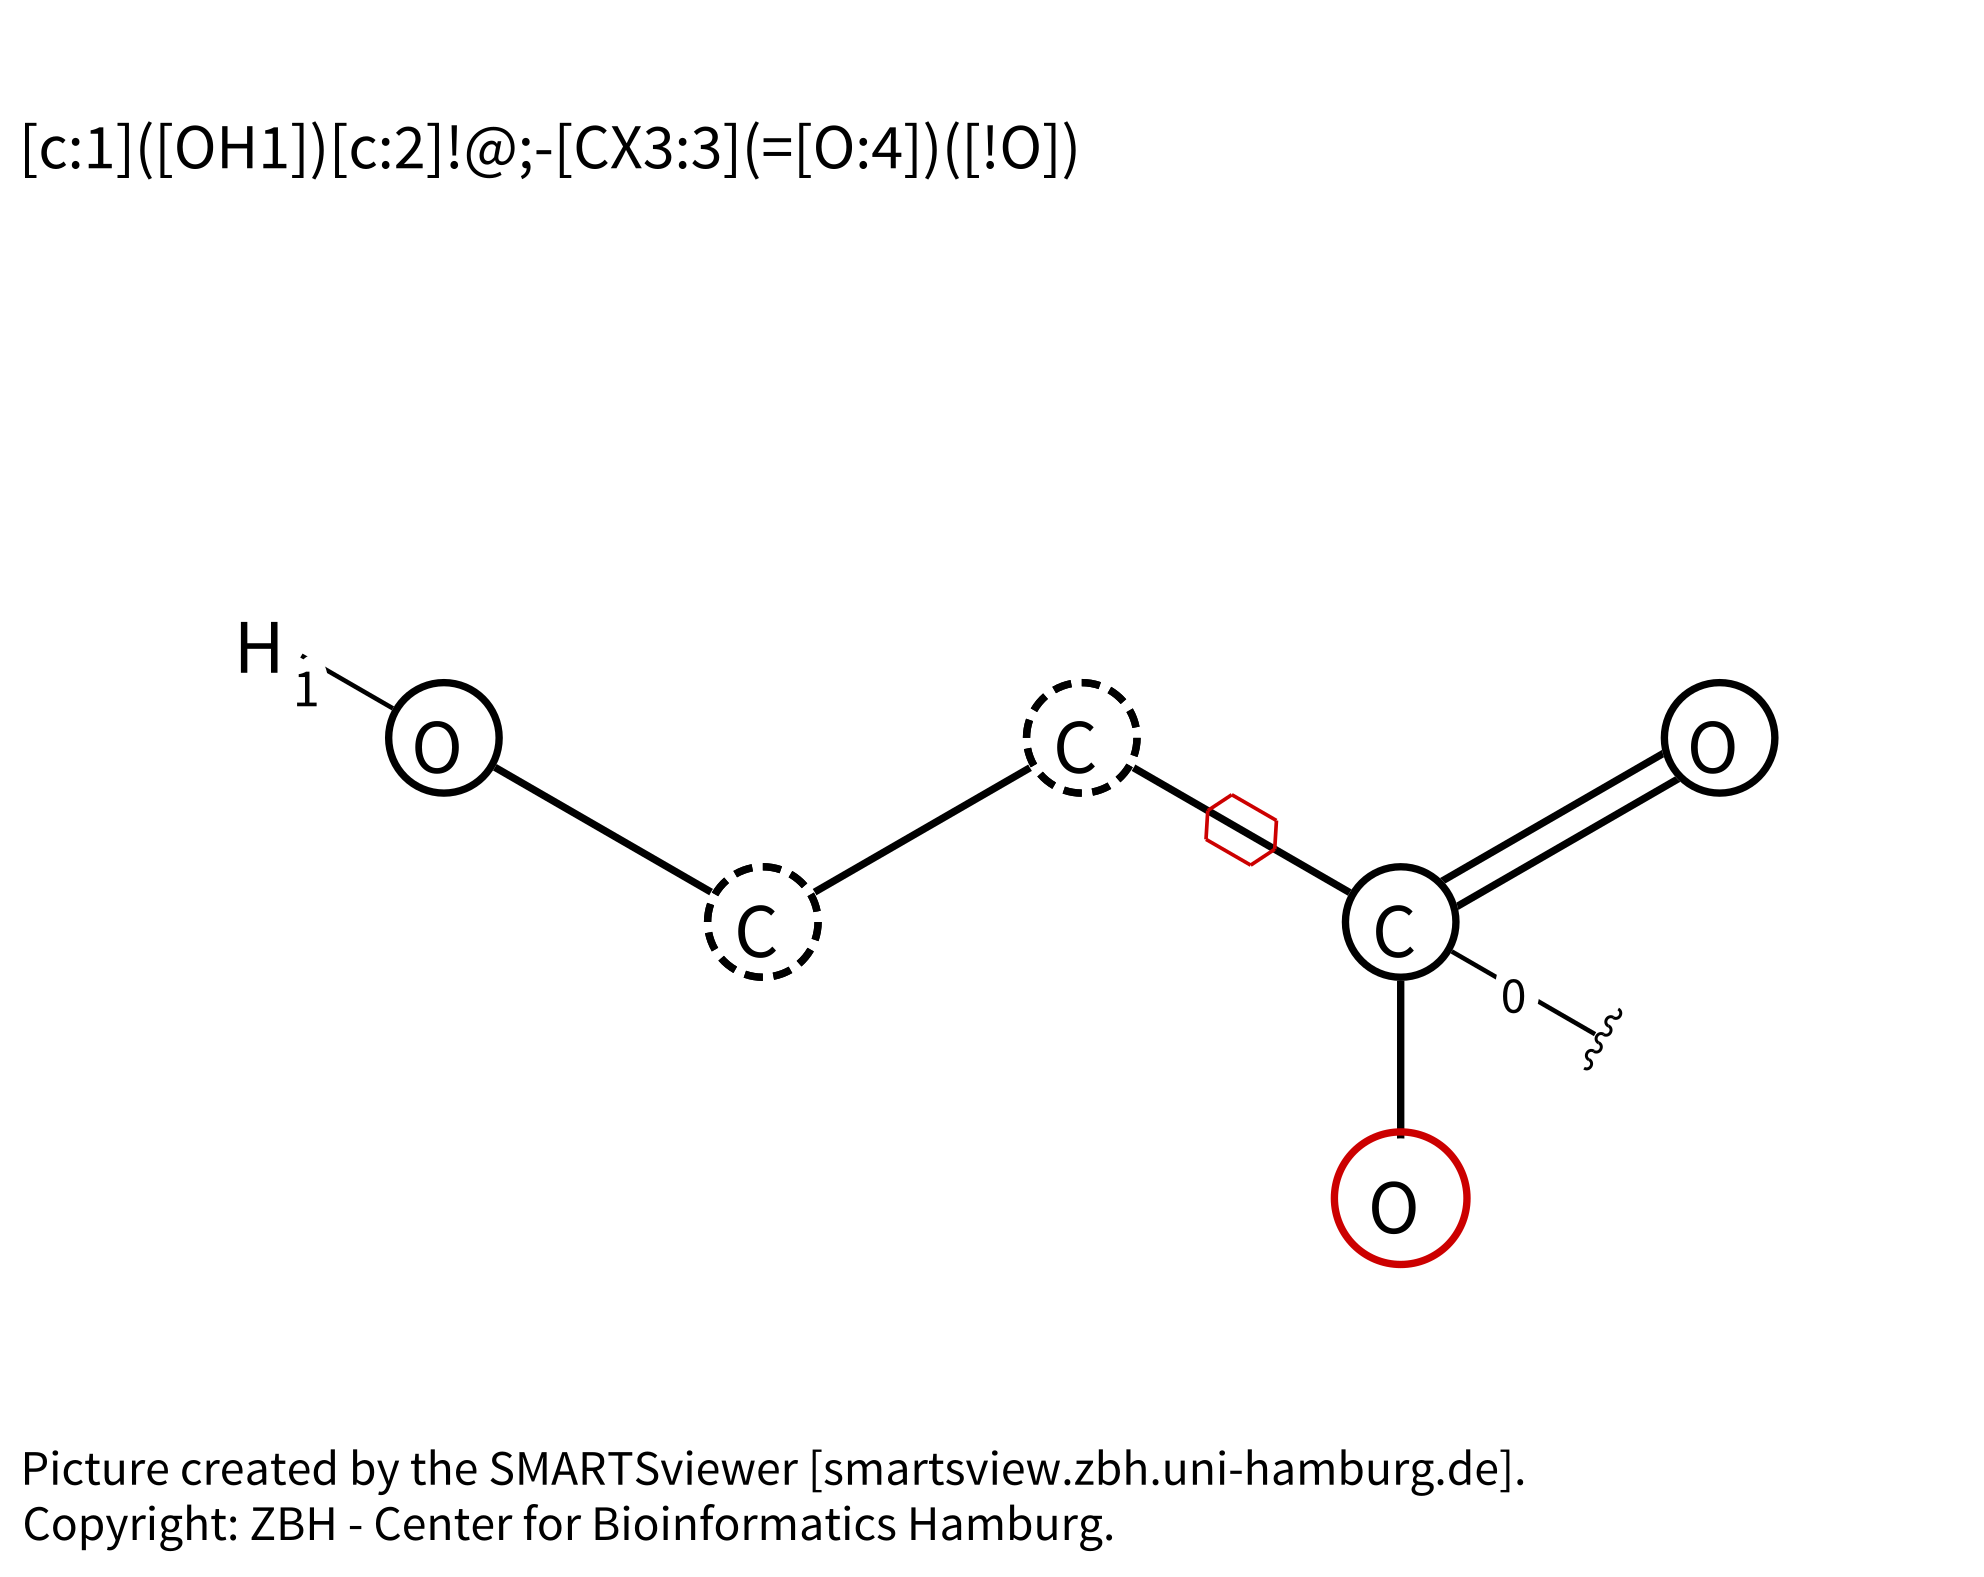 [c:1]([OH1])[c:2]!@;-[CX3:3](=[O:4])([!O])
H 1 O C C O
C 0
O
Picture created by the SMARTSviewer [smartsview.zbh.uni-hamburg.de].
Copyright: ZBH - Center for Bioinformatics Hamburg.